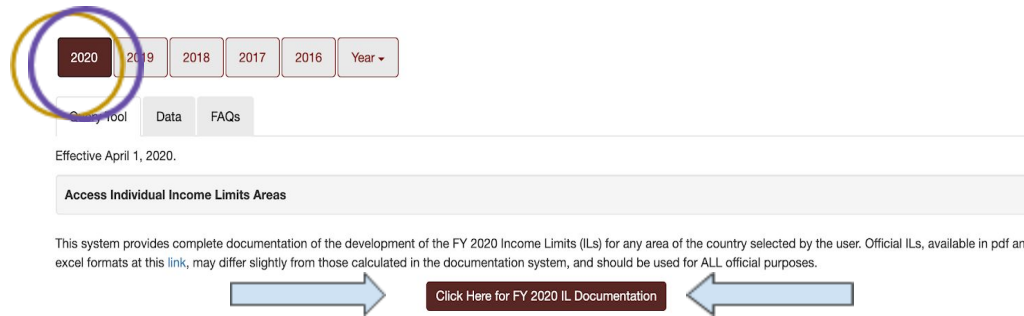 2020 2019 2018 2017 2016 Year
Query Tool Data FAQs
Effective April 1, 2020.
Access Individual Income Limits Areas
This system provides complete documentation of the development of the FY 2020 Income Limits (ILs) for any area of the country selected by the user. Official ILs, available in pdf an
excel formats at this link, may differ slightly from those calculated in the documentation system, and should be used for ALL official purposes.
Click Here for FY 2020 IL Documentation